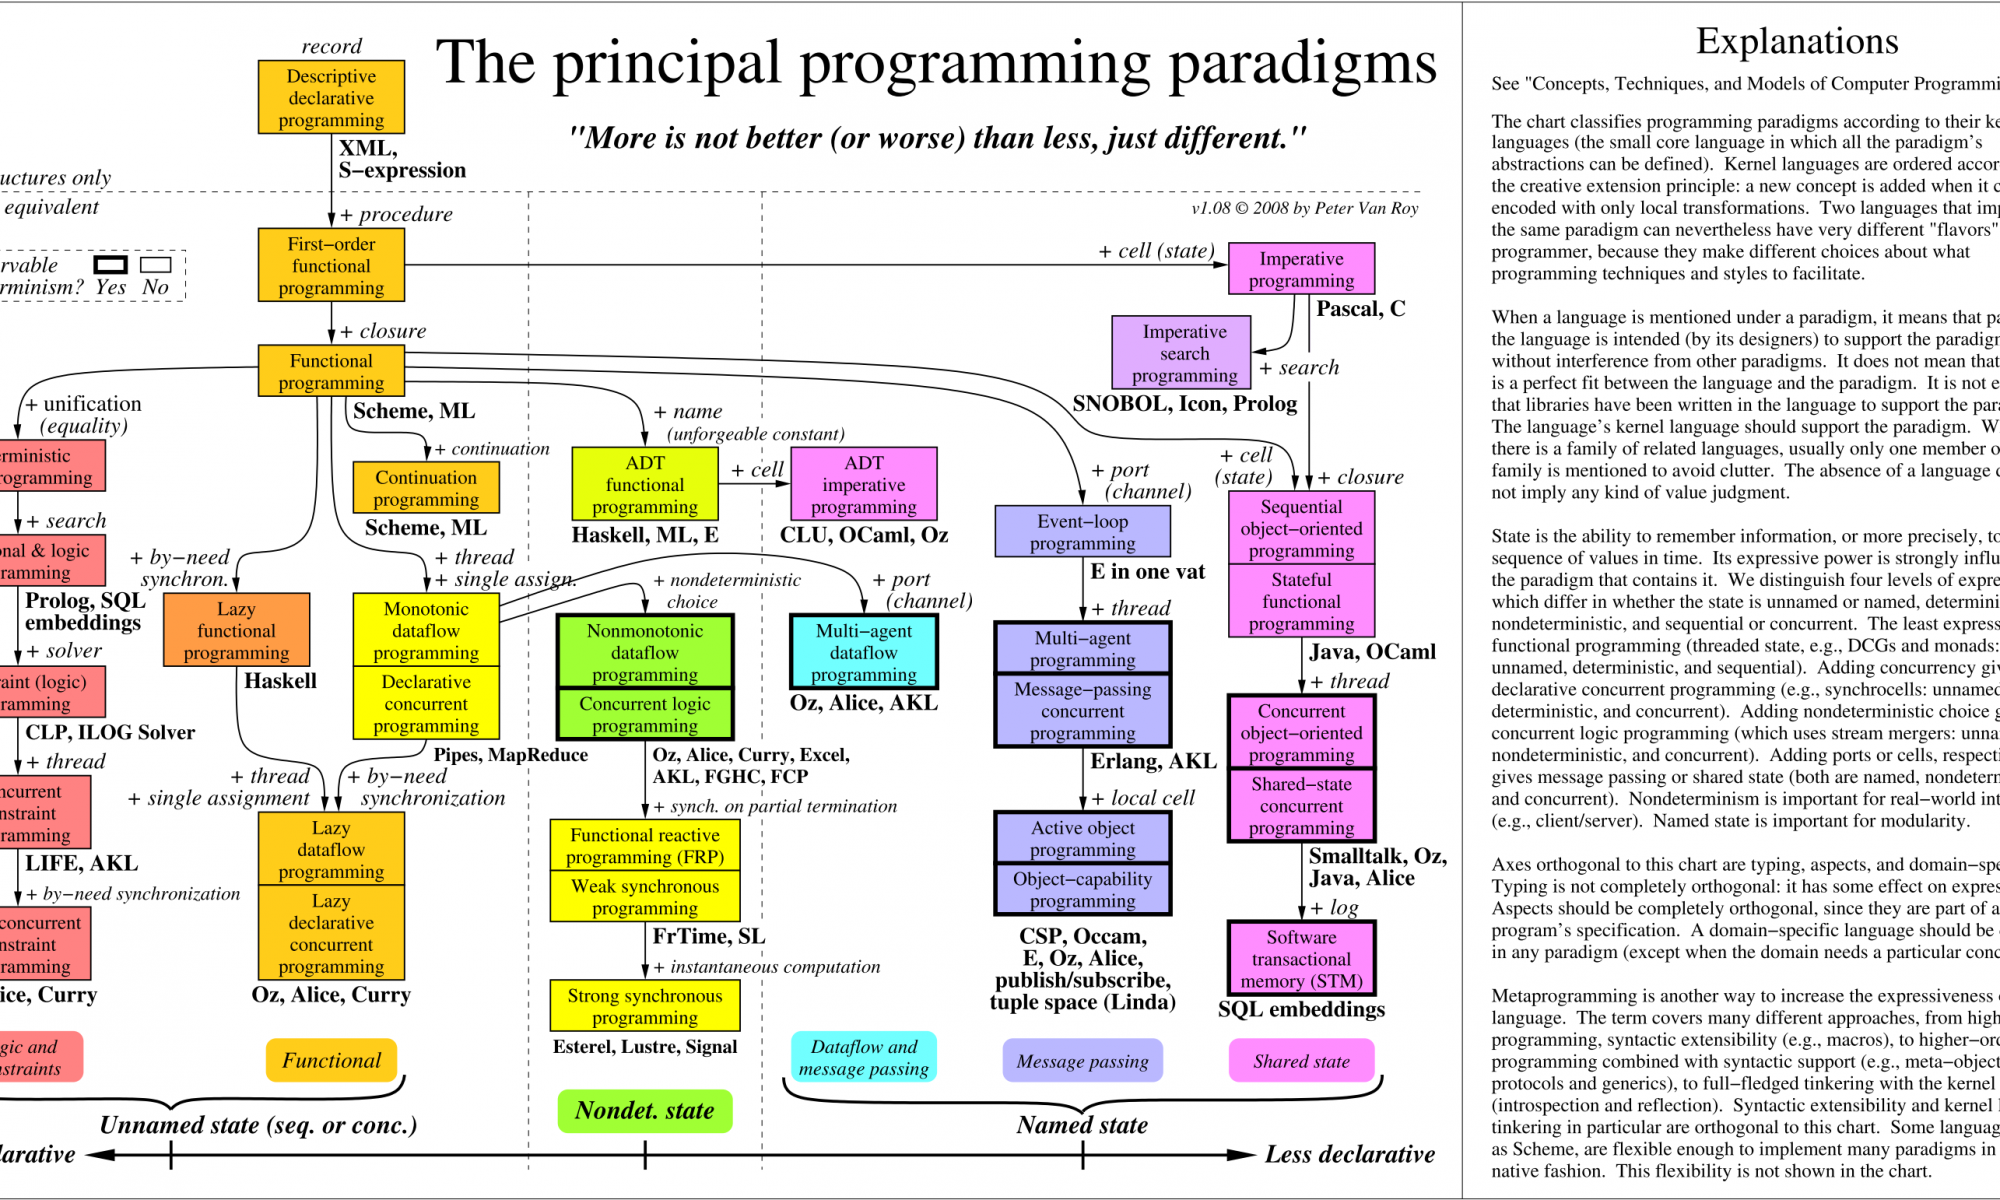 The principal programming paradigms
"More is not better (or worse) than less, just different."
v1.08 © 2008 by Peter Van Roy
record
Descriptive
declarative
programming
XML,
S−expression
uctures only
equivalent
rvable
rminism? Yes No
+ procedure
First−order
functional
programming
+ cell (state)
Imperative
programming
Pascal, C
+ closure
Functional
programming
Scheme, ML
Imperative
search
programming
+ search
SNOBOL, Icon, Prolog
+ unification
(equality)
erministic
rogramming
+ search
onal & logic
ramming
Prolog, SQL
embeddings
+ solver
raint (logic)
ramming
CLP, ILOG Solver
+ thread
ncurrent
nstraint
ramming
LIFE, AKL
+ by−need synchronization
concurrent
nstraint
ramming
ice, Curry
+ continuation
Continuation
programming
Scheme, ML
+ by−need
synchron.
Lazy
functional
programming
Haskell
+ thread
+ single assign.
Monotonic
dataflow
programming
Declarative
concurrent
programming
Pipes, MapReduce
+ thread
+ single assignment
+ by−need
synchronization
Lazy
dataflow
programming
Lazy
declarative
concurrent
programming
Oz, Alice, Curry
+ name
(unforgeable constant)
ADT
functional
programming
Haskell, ML, E
+ cell
ADT
imperative
programming
CLU, OCaml, Oz
+ nondeterministic
choice
Nonmonotonic
dataflow
programming
Concurrent logic
programming
Oz, Alice, Curry, Excel,
AKL, FGHC, FCP
+ synch. on partial termination
Functional reactive
programming (FRP)
Weak synchronous
programming
FrTime, SL
+ instantaneous computation
Strong synchronous
programming
Esterel, Lustre, Signal
+ port
(channel)
Multi−agent
dataflow
programming
Oz, Alice, AKL
+ port
(channel)
Event−loop
programming
E in one vat
+ thread
Multi−agent
programming
Message−passing
concurrent
programming
Erlang, AKL
+ local cell
Active object
programming
Object−capability
programming
CSP, Occam,
E, Oz, Alice,
publish/subscribe,
tuple space (Linda)
+ cell
(state)
+ closure
Sequential
object−oriented
programming
Stateful
functional
programming
Java, OCaml
+ thread
Concurrent
object−oriented
programming
Shared−state
concurrent
programming
Smalltalk, Oz,
Java, Alice
+ log
Software
transactional
memory (STM)
SQL embeddings
gic and
nstraints
Functional
Nondet. state
Dataflow and
message passing
Message passing
Shared state
Unnamed state (seq. or conc.)
Named state
larative
Less declarative
Explanations
See "Concepts, Techniques, and Models of Computer Programmi
The chart classifies programming paradigms according to their ke
languages (the small core language in which all the paradigm's
abstractions can be defined). Kernel languages are ordered accor
the creative extension principle: a new concept is added when it c
encoded with only local transformations. Two languages that imp
the same paradigm can nevertheless have very different "flavors"
programmer, because they make different choices about what
programming techniques and styles to facilitate.
When a language is mentioned under a paradigm, it means that pa
the language is intended (by its designers) to support the paradigm
without interference from other paradigms. It does not mean that
is a perfect fit between the language and the paradigm. It is not e
that libraries have been written in the language to support the para
The language's kernel language should support the paradigm. W
there is a family of related languages, usually only one member o
family is mentioned to avoid clutter. The absence of a language d
not imply any kind of value judgment.
State is the ability to remember information, or more precisely, to
sequence of values in time. Its expressive power is strongly influ
the paradigm that contains it. We distinguish four levels of expre
which differ in whether the state is unnamed or named, determini
nondeterministic, and sequential or concurrent. The least express
functional programming (threaded state, e.g., DCGs and monads:
unnamed, deterministic, and sequential). Adding concurrency giv
declarative concurrent programming (e.g., synchrocells: unnamed
deterministic, and concurrent). Adding nondeterministic choice g
concurrent logic programming (which uses stream mergers: unna
nondeterministic, and concurrent). Adding ports or cells, respecti
gives message passing or shared state (both are named, nondetern
and concurrent). Nondeterminism is important for real−world int
(e.g., client/server). Named state is important for modularity.
Axes orthogonal to this chart are typing, aspects, and domain−spe
Typing is not completely orthogonal: it has some effect on expres
Aspects should be completely orthogonal, since they are part of a
program's specification. A domain−specific language should be
in any paradigm (except when the domain needs a particular conc
Metaprogramming is another way to increase the expressiveness
language. The term covers many different approaches, from high
programming, syntactic extensibility (e.g., macros), to higher−ord
programming combined with syntactic support (e.g., meta−object
protocols and generics), to full−fledged tinkering with the kernel
(introspection and reflection). Syntactic extensibility and kernel l
tinkering in particular are orthogonal to this chart. Some languag
as Scheme, are flexible enough to implement many paradigms in
native fashion. This flexibility is not shown in the chart.